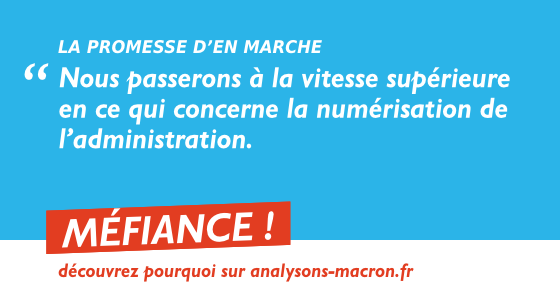 LA PROMESSE D’EN MARCHE
“ Nous passerons à la vitesse supérieure
en ce qui concerne la numérisation de
l’administration.
MÉFIANCE !
découvrez pourquoi sur analysons-macron.fr